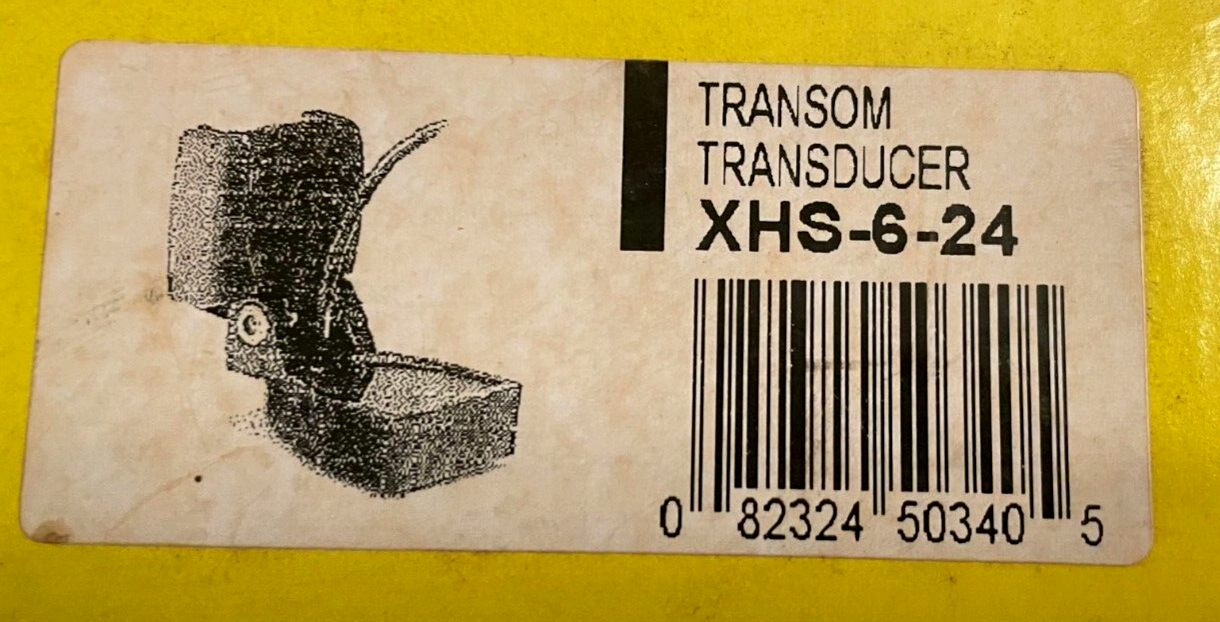 TRANSOM
TRANSDUCER
XHS-6-24
0 82324 50340 5